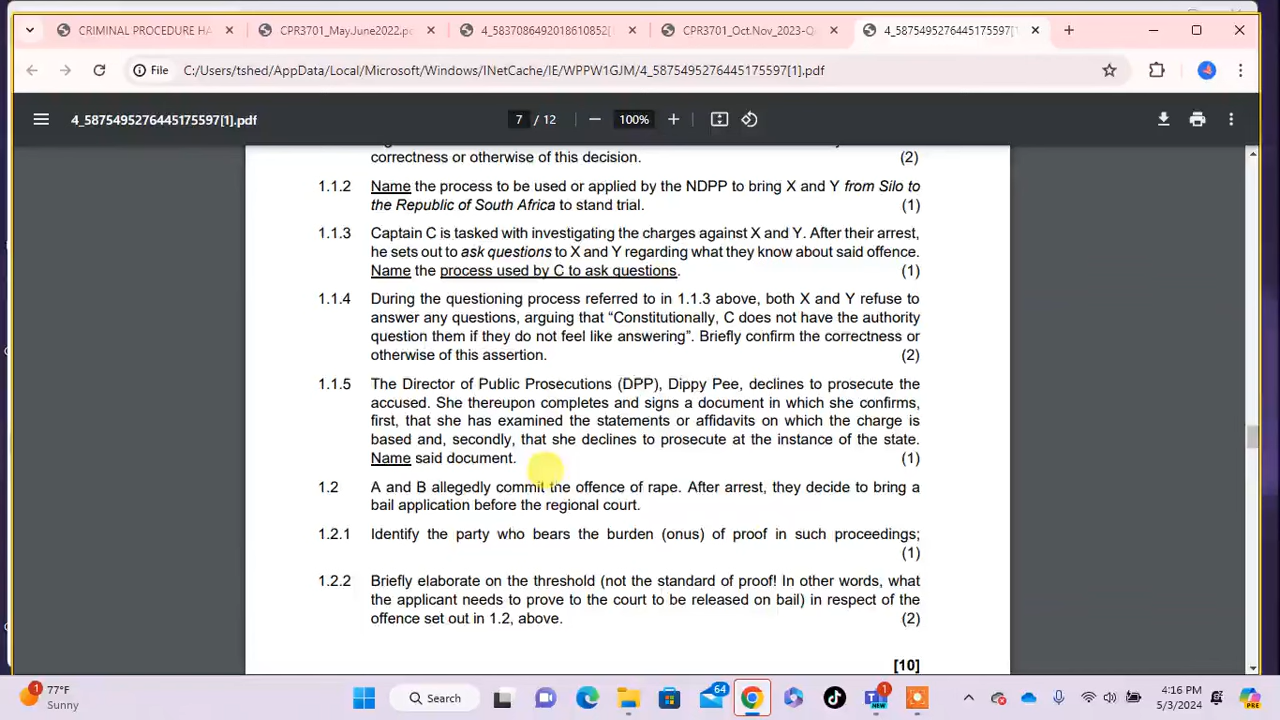 CRIMINAL PROCEDURE HA
CPR3701_MayJune2022.pc
4_5837086492018610852[
CPR3701_Oct.Nov_2023-Q
4_5875495276445175597[1].p
File
C:/Users/tshed/AppData/Local/Microsoft/Windows/INetCache/IE/WPPW1GJM/4_5875495276445175597[1].pdf
4_5875495276445175597[1].pdf
7 / 12
100%
correctness or otherwise of this decision. (2)
1.1.2 Name the process to be used or applied by the NDPP to bring X and Y from Silo to
the Republic of South Africa to stand trial. (1)
1.1.3 Captain C is tasked with investigating the charges against X and Y. After their arrest,
he sets out to ask questions to X and Y regarding what they know about said offence.
Name the process used by C to ask questions. (1)
1.1.4 During the questioning process referred to in 1.1.3 above, both X and Y refuse to
answer any questions, arguing that “Constitutionally, C does not have the authority
question them if they do not feel like answering”. Briefly confirm the correctness or
otherwise of this assertion. (2)
1.1.5 The Director of Public Prosecutions (DPP), Dippy Pee, declines to prosecute the
accused. She thereupon completes and signs a document in which she confirms,
first, that she has examined the statements or affidavits on which the charge is
based and, secondly, that she declines to prosecute at the instance of the state.
Name said document. (1)
1.2 A and B allegedly commit the offence of rape. After arrest, they decide to bring a
bail application before the regional court.
1.2.1 Identify the party who bears the burden (onus) of proof in such proceedings;
(1)
1.2.2 Briefly elaborate on the threshold (not the standard of proof! In other words, what
the applicant needs to prove to the court to be released on bail) in respect of the
offence set out in 1.2, above. (2)
[10]
1
77°F
Sunny
Search
64
NEW
1
PRE
4:16 PM
5/3/2024